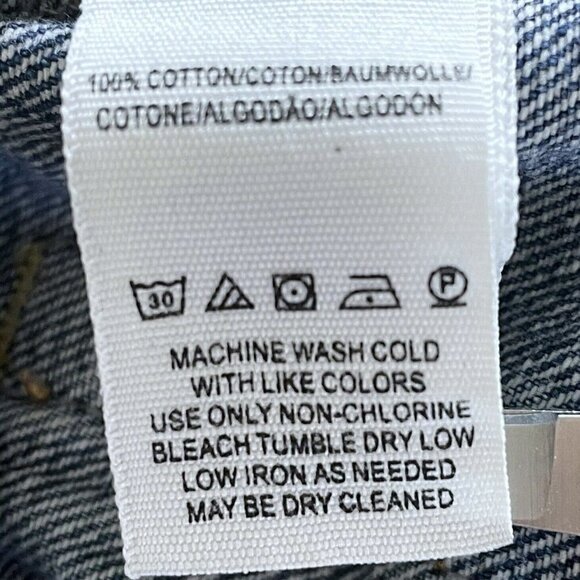 100% COTTON/COTON/BAUMWOLLE/
COTONE/ALGODÃO/ALGODÓN
30 P
MACHINE WASH COLD
WITH LIKE COLORS
USE ONLY NON-CHLORINE
BLEACH TUMBLE DRY LOW
LOW IRON AS NEEDED
MAY BE DRY CLEANED